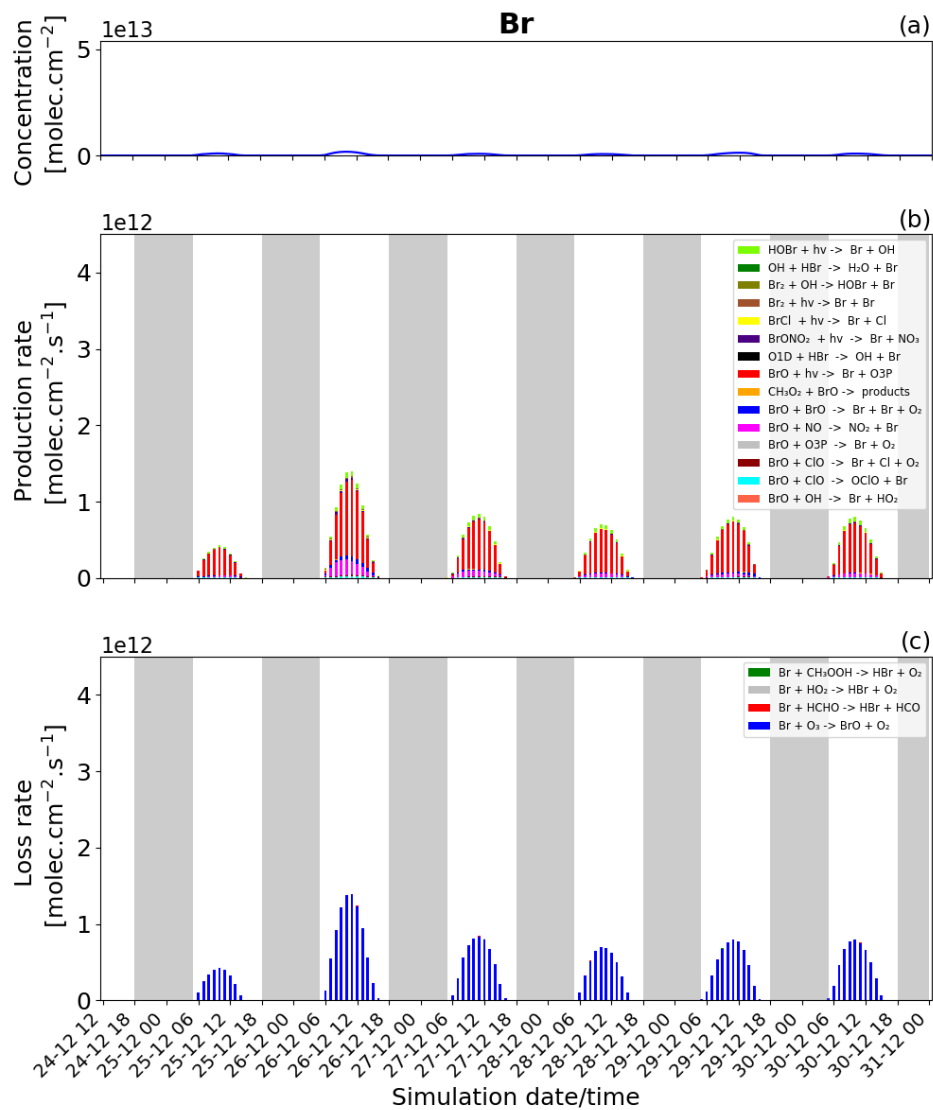 Br
(a)
1e13
5
0
Concentration
[molec.cm⁻²]
(b)
1e12
4
3
2
1
0
Production rate
[molec.cm⁻².s⁻¹]
HOBr + hv -> Br + OH
OH + HBr -> H₂O + Br
Br₂ + OH -> HOBr + Br
Br₂ + hv -> Br + Br
BrCl + hv -> Br + Cl
BrONO₂ + hv -> Br + NO₃
O1D + HBr -> OH + Br
BrO + hv -> Br + O3P
CH₃O₂ + BrO -> products
BrO + BrO -> Br + Br + O₂
BrO + NO -> NO₂ + Br
BrO + O3P -> Br + O₂
BrO + ClO -> Br + Cl + O₂
BrO + ClO -> OClO + Br
BrO + OH -> Br + HO₂
(c)
1e12
4
3
2
1
0
Loss rate
[molec.cm⁻².s⁻¹]
Br + CH₃OOH -> HBr + O₂
Br + HO₂ -> HBr + O₂
Br + HCHO -> HBr + HCO
Br + O₃ -> BrO + O₂
24-12 12
24-12 18
25-12 00
25-12 06
25-12 12
26-12 00
26-12 06
26-12 12
27-12 00
27-12 06
27-12 12
27-12 18
28-12 00
28-12 06
28-12 12
28-12 18
29-12 00
29-12 06
29-12 12
29-12 18
30-12 00
30-12 06
30-12 12
30-12 18
31-12 00
Simulation date/time